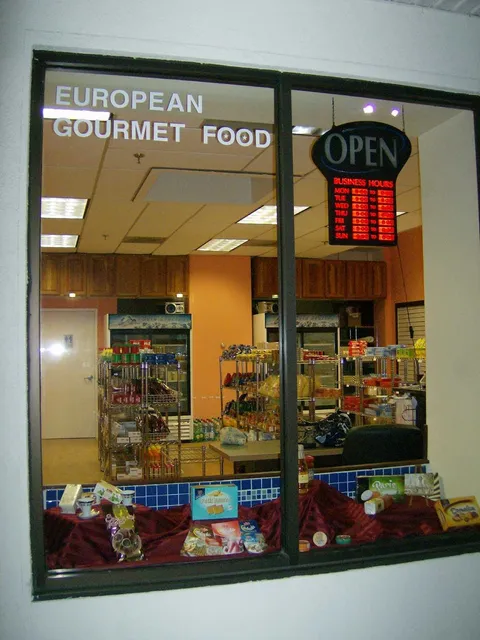 EUROPEAN
GOURMET FOOD
OPEN
BUSINESS HOURS
MON
TUE
WED
THU
FRI
SAT
SUN